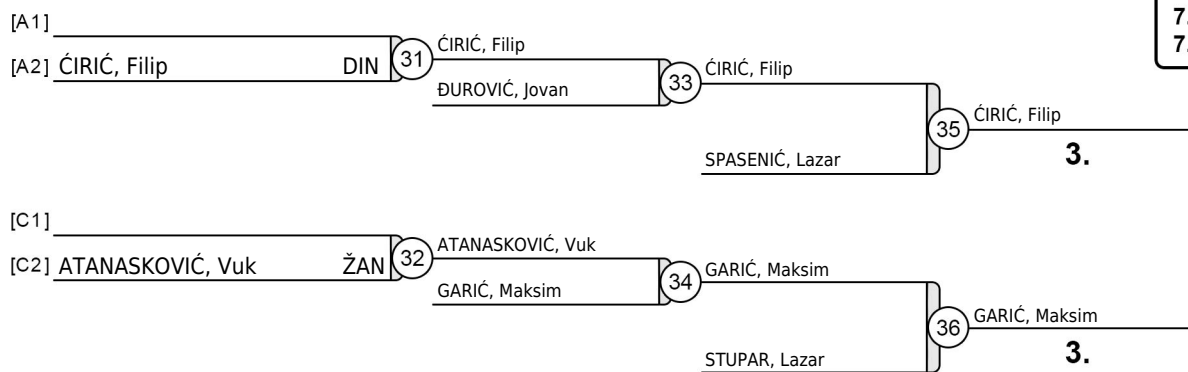 [A1]
7.
7.
[A2] ĆIRIĆ, Filip DIN 31 ĆIRIĆ, Filip
ĐUROVIĆ, Jovan
33 ĆIRIĆ, Filip
SPASENIĆ, Lazar
35 ĆIRIĆ, Filip
3.
[C1]
[C2] ATANASKOVIĆ, Vuk ŽAN 32 ATANASKOVIĆ, Vuk
GARIĆ, Maksim
34 GARIĆ, Maksim
STUPAR, Lazar
36 GARIĆ, Maksim
3.